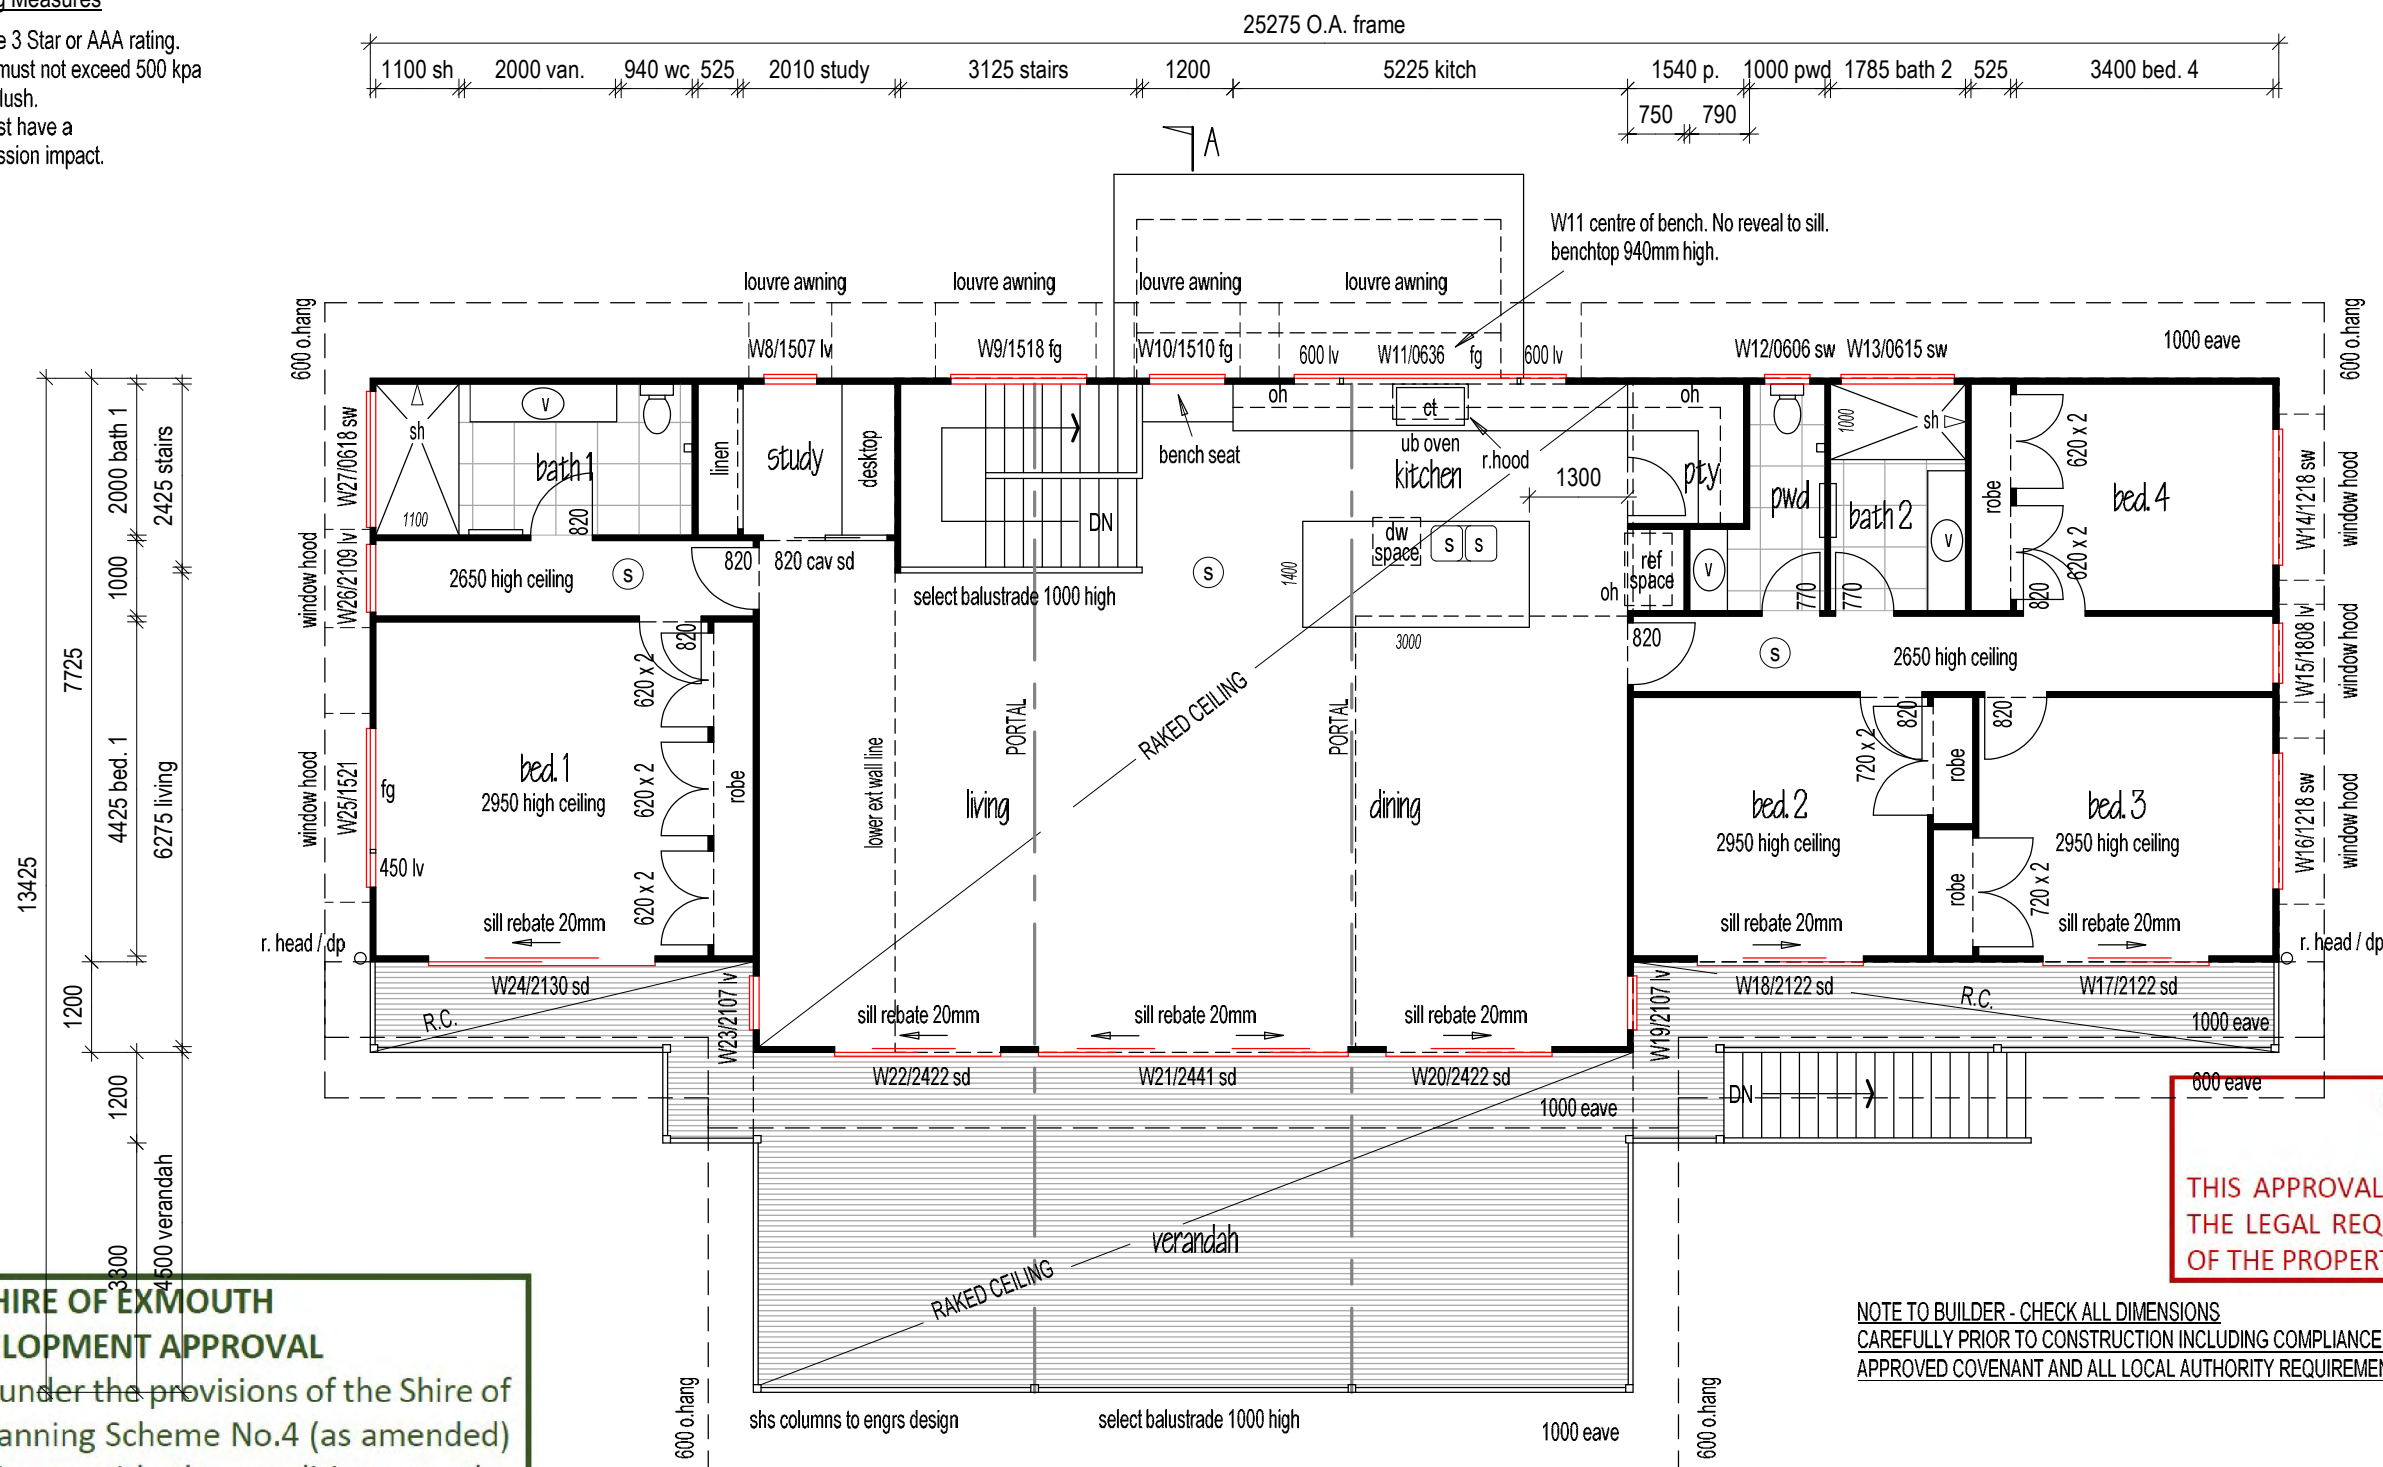 g Measures
e 3 Star or AAA rating.
must not exceed 500 kpa
lush.
st have a
ssion impact.
25275 O.A. frame
1100 sh
2000 van.
940 wc
525
2010 study
3125 stairs
1200
5225 kitch
1540 p.
1000 pwd
1785 bath 2
525
3400 bed. 4
750
790
A
W11 centre of bench. No reveal to sill.
benchtop 940mm high.
louvre awning
louvre awning
louvre awning
louvre awning
600 o.hang
1000 eave
600 o.hang
W8/1507 lv
W9/1518 fg
W10/1510 fg
600 lv
W11/0636
fg
600 lv
W12/0606 sw
W13/0615 sw
13425
7725
1200
2000 bath 1
1000
4425 bed. 1
1200
3300
2425 stairs
6275 living
4500 verandah
W27/0618 sw
window hood
W26/2109 lv
window hood
W25/1521
sh
1100
V
bath 1
820
linen
study
desktop
820
820 cav sd
2650 high ceiling
S
DN
select balustrade 1000 high
bench seat
S
oh
ct
ub oven
kitchen
r.hood
1300
dw
space
S
S
1400
3000
oh
pty
ref
space
oh
pwd
V
770
1000
sh
bath 2
V
770
robe
620 x 2
620 x 2
820
bed. 4
W14/1218 sw
window hood
W15/1808 lv
window hood
W16/1218 sw
window hood
820
S
2650 high ceiling
820
620 x 2
620 x 2
620 x 2
robe
bed. 1
2950 high ceiling
fg
450 lv
sill rebate 20mm
r. head / dp
lower ext wall line
living
PORTAL
RAKED CEILING
PORTAL
dining
820
720 x 2
robe
820
robe
720 x 2
bed. 2
2950 high ceiling
bed. 3
2950 high ceiling
sill rebate 20mm
sill rebate 20mm
r. head / dp
W24/2130 sd
R.C.
W23/2107 lv
sill rebate 20mm
sill rebate 20mm
sill rebate 20mm
W19/2107 lv
W18/2122 sd
R.C.
W17/2122 sd
1000 eave
W22/2422 sd
W21/2441 sd
W20/2422 sd
1000 eave
DN
600 eave
verandah
RAKED CEILING
600 o.hang
shs columns to engrs design
select balustrade 1000 high
1000 eave
600 o.hang
THIS APPROVAL
THE LEGAL REQ
OF THE PROPER
NOTE TO BUILDER - CHECK ALL DIMENSIONS
CAREFULLY PRIOR TO CONSTRUCTION INCLUDING COMPLIANCE
APPROVED COVENANT AND ALL LOCAL AUTHORITY REQUIREMEN
HIRE OF EXMOUTH
LOPMENT APPROVAL
under the provisions of the Shire of
anning Scheme No.4 (as amended)